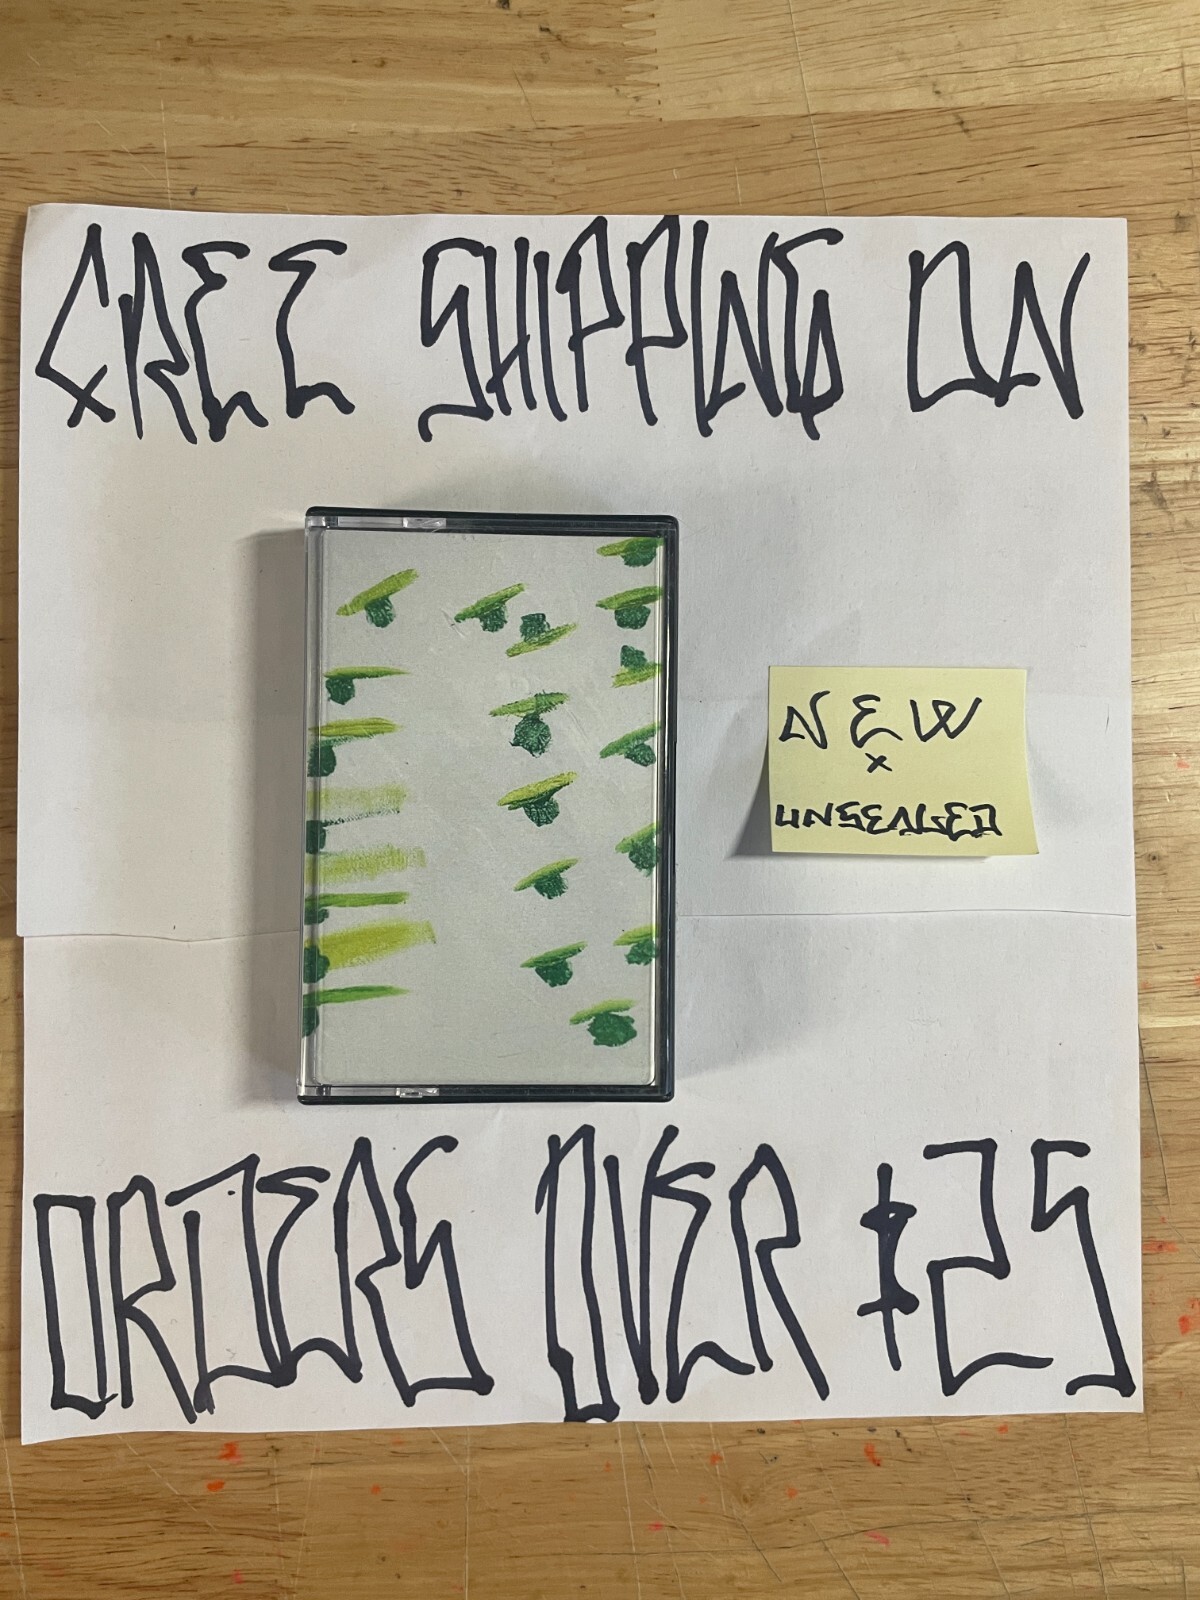 FREE SHIPPING ON
NEW
x
UNSEALED
ORDERS OVER $25